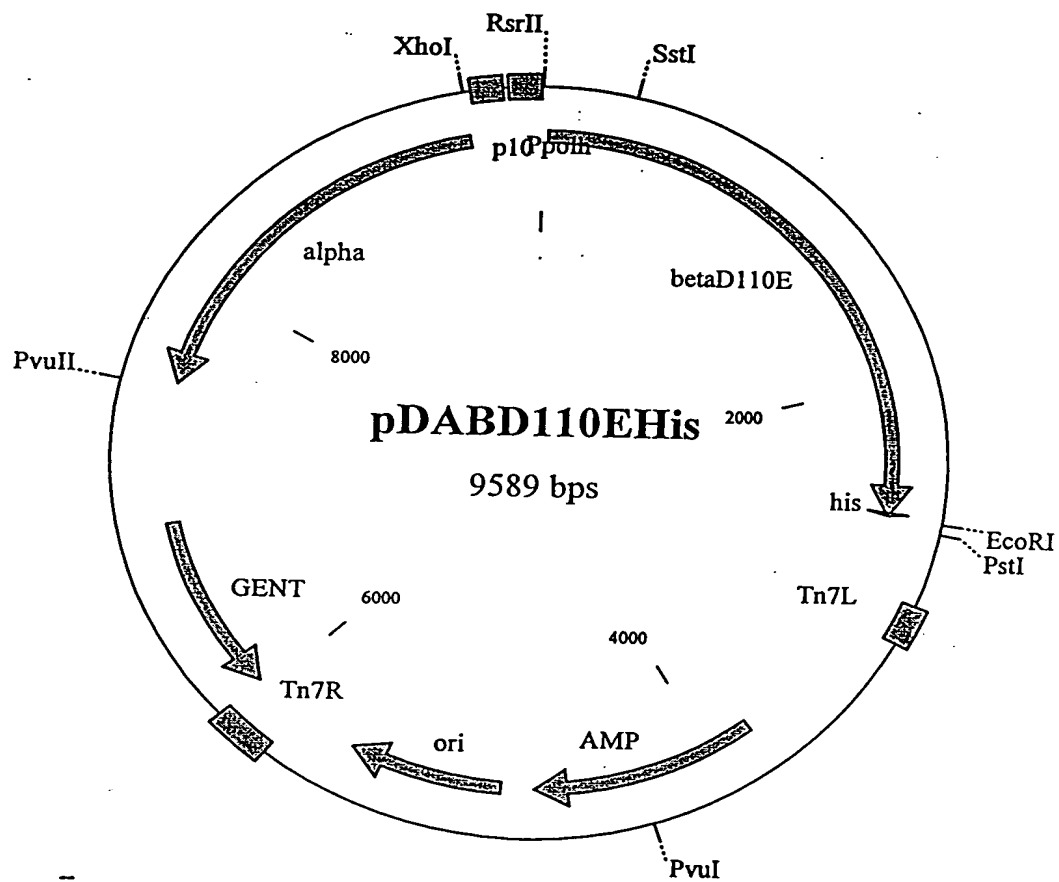 RsrII
XhoI
SstI
p10
Ppolh
alpha
betaD110E
8000
PvuII
2000
pDABD110EHis
9589 bps
his
EcoRI
PstI
GENT
6000
Tn7L
4000
Tn7R
ori
AMP
PvuI